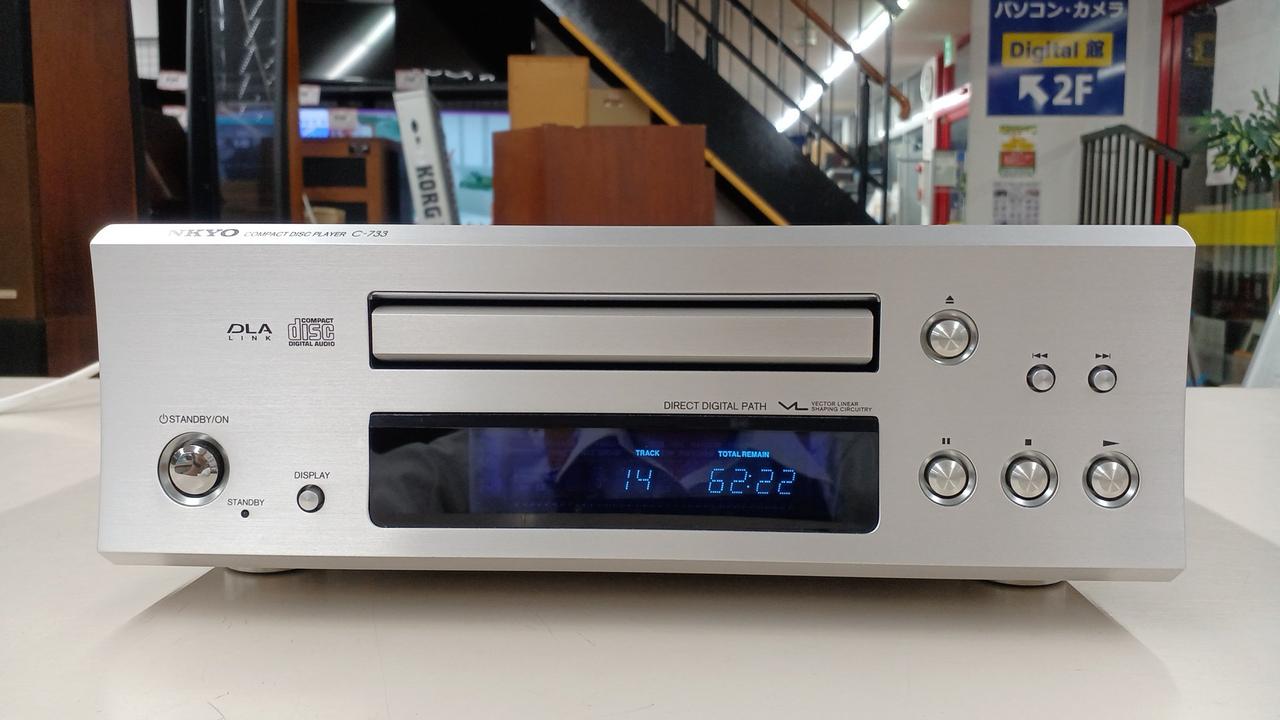 パソコン・カメラ
Digital 館
2F
KORG
NKYO COMPACT DISC PLAYER C-733
DLA
LINK
COMPACT
disc
DIGITAL AUDIO
DIRECT DIGITAL PATH VL VECTOR LINEAR
SHAPING CIRCUITRY
STANDBY/ON
DISPLAY
STANDBY
TRACK TOTAL REMAIN
14 62:22